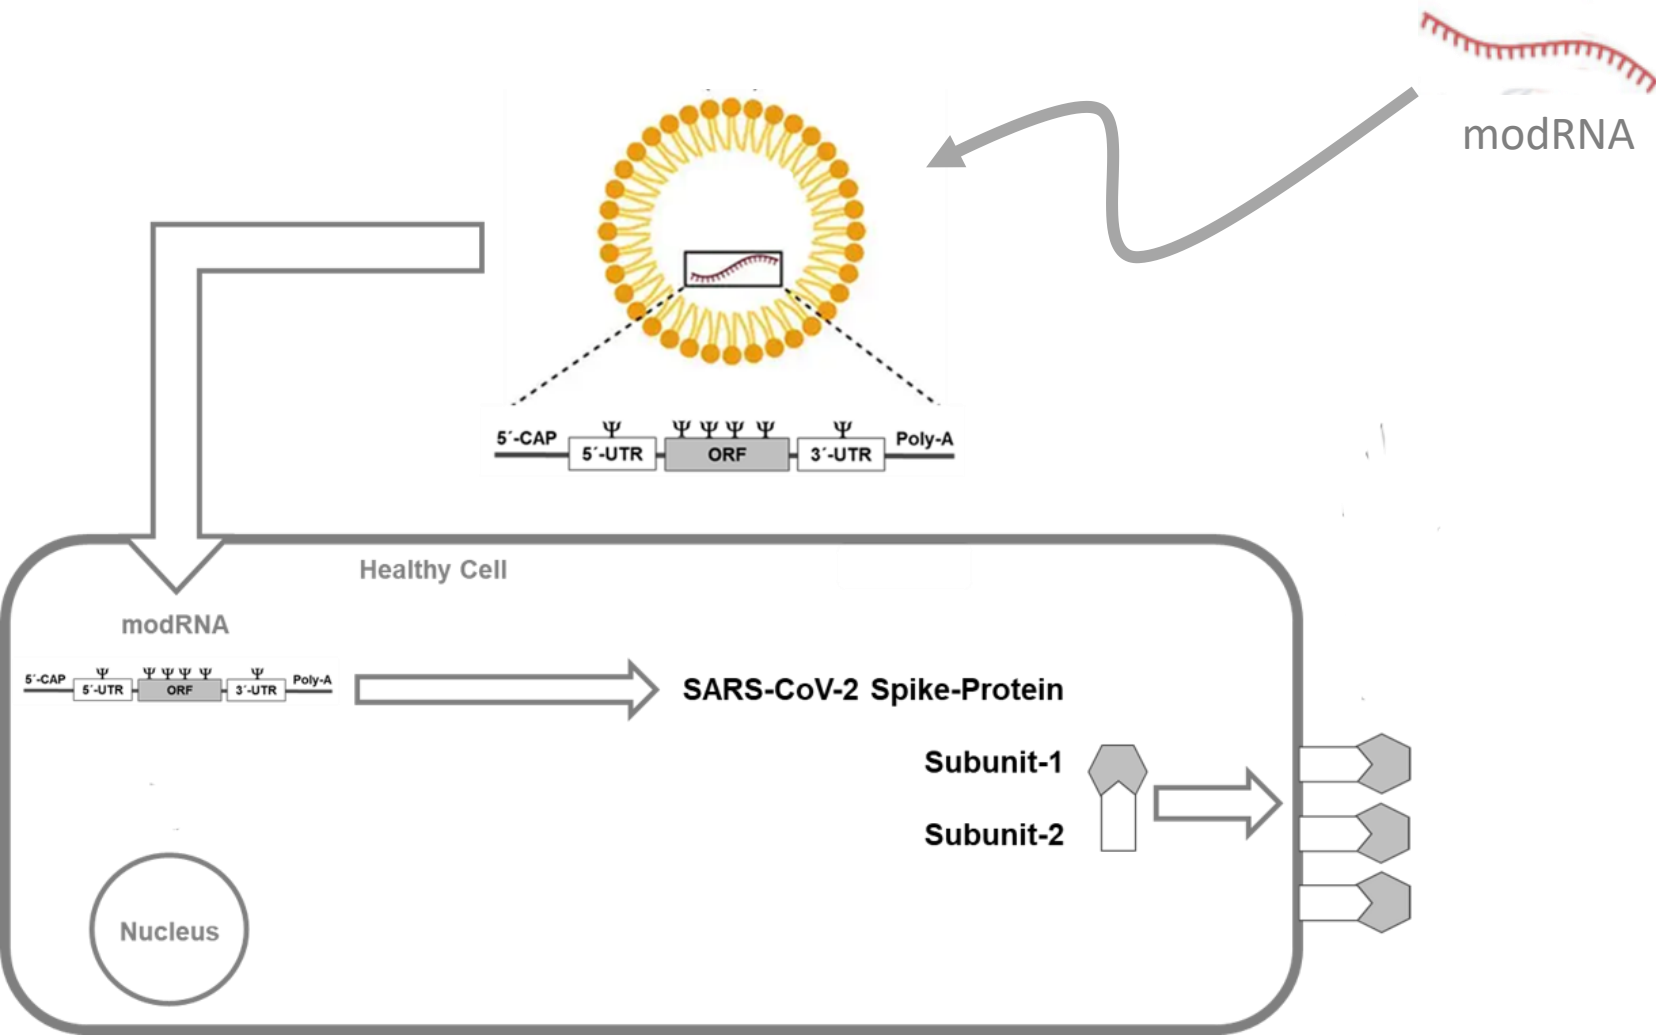 modRNA
Ψ Ψ Ψ Ψ Ψ Ψ
5´-CAP 5´-UTR ORF 3´-UTR Poly-A
Healthy Cell
modRNA
Ψ Ψ Ψ Ψ Ψ Ψ
5´-CAP 5´-UTR ORF 3´-UTR Poly-A
SARS-CoV-2 Spike-Protein
Subunit-1
Subunit-2
Nucleus